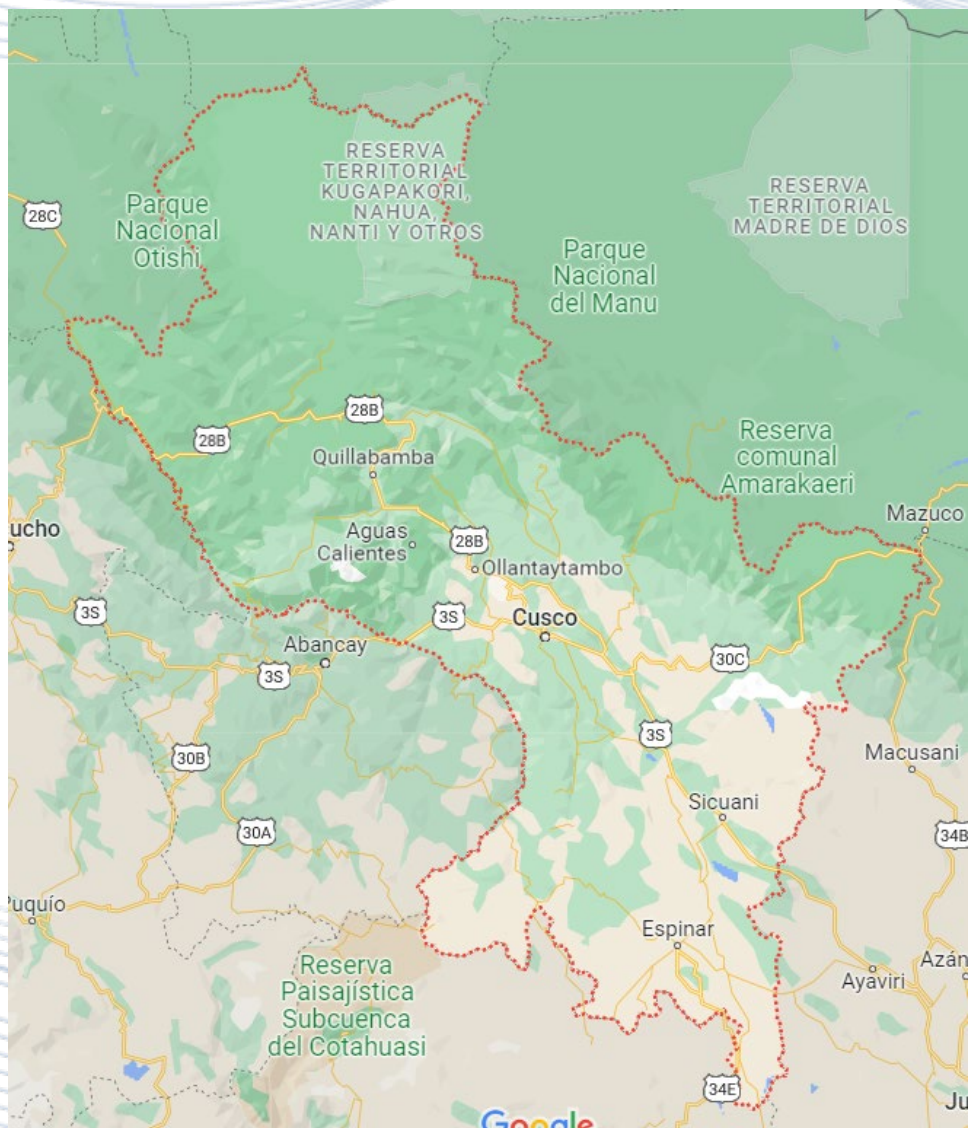 RESERVA
TERRITORIAL
KUGAPAKORI,
NAHUA,
NANTI Y OTROS
RESERVA
TERRITORIAL
MADRE DE DIOS
28C
Parque
Nacional
Otishi
Parque
Nacional
del Manu
28B
28B
Reserva
comunal
Amarakaeri
Quillabamba
Mazuco
ucho
Aguas
Calientes
28B
Ollantaytambo
3S
3S
Cusco
Abancay
3S
30C
30B
3S
Macusani
Sicuani
30A
34B
Puquío
Espinar
Reserva
Paisajística
Subcuenca
del Cotahuasi
Ayaviri
Azán
34E
Ju
Google